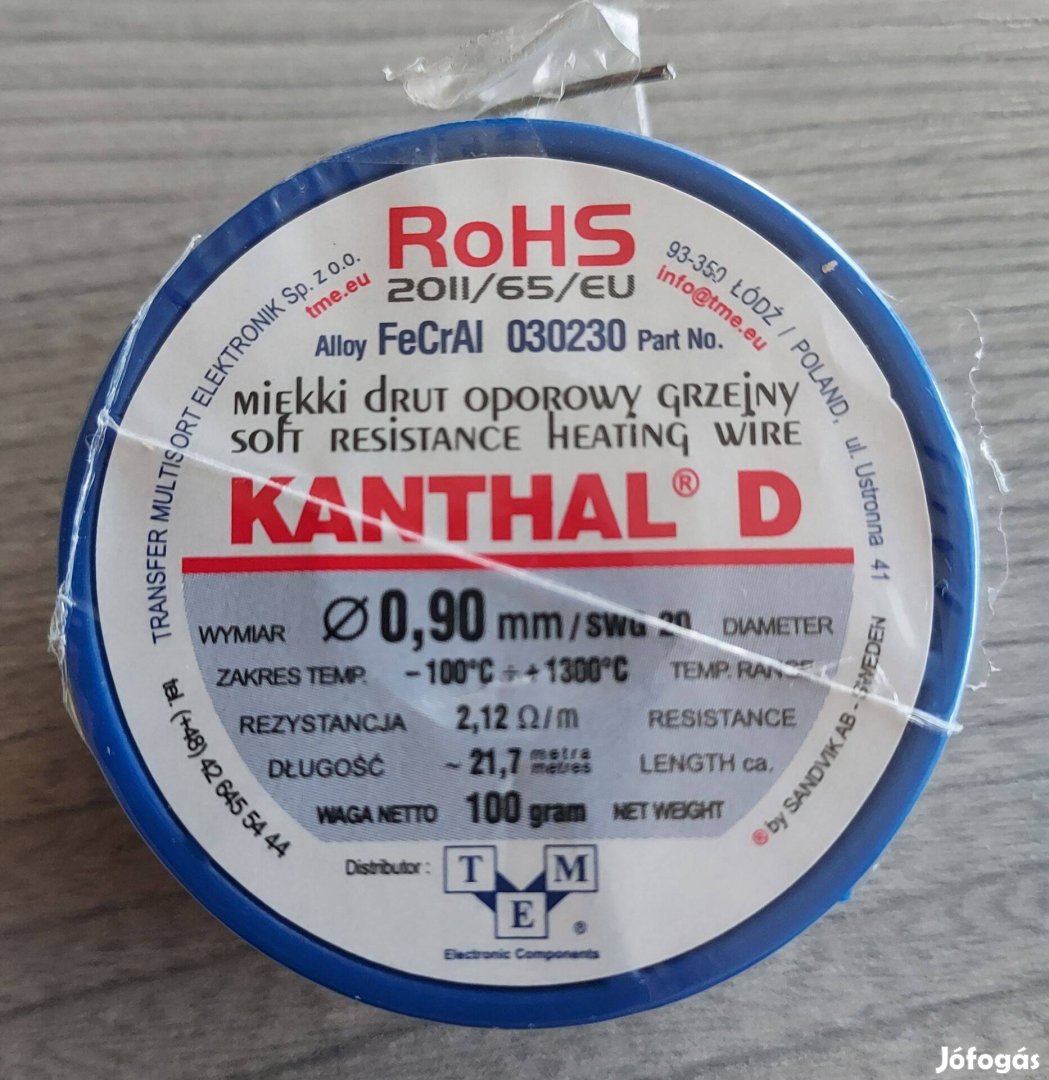 RoHS
2011/65/EU
TRANSFER MULTISORT ELEKTRONIK Sp. z o.o.
tme.eu
93-350 ŁÓDŹ / POLAND, ul. Ustronna 41
info@tme.eu
Alloy FeCrAl 030230 Part No.
Miękki drut oporowy grzejny
soft resistance heating wire
KANTHAL® D
WYMIAR Ø 0,90 mm/SWG 20 DIAMETER
ZAKRES TEMP. -100°C ÷ +1300°C TEMP. RANGE
REZYSTANCJA 2,12 Ω/m RESISTANCE
DŁUGOŚĆ ~ 21,7 metra metres LENGTH ca.
WAGA NETTO 100 gram NET WEIGHT
Tel. (+48) 42 645 54 44
® by SANDVIK AB - SWEDEN
Distributor :
T M E ®
Electronic Components
Jófogás